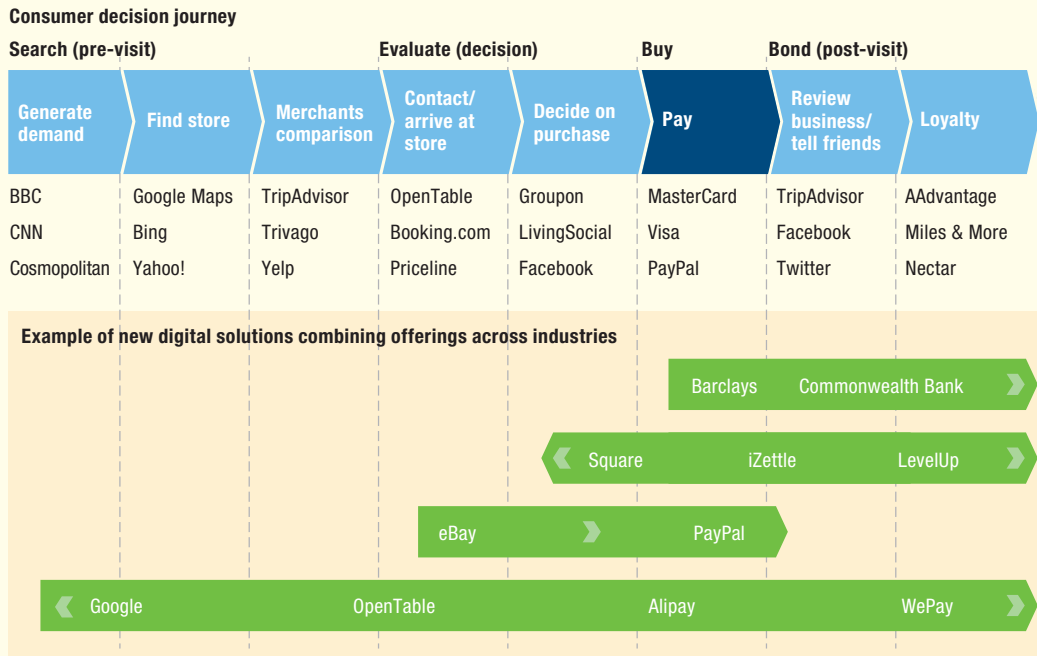 Consumer decision journey
Search (pre-visit) Evaluate (decision) Buy Bond (post-visit)
Generate demand
Find store
Merchants comparison
Contact/ arrive at store
Decide on purchase
Pay
Review business/ tell friends
Loyalty
BBC Google Maps TripAdvisor OpenTable Groupon MasterCard TripAdvisor AAdvantage
CNN Bing Trivago Booking.com LivingSocial Visa Facebook Miles & More
Cosmopolitan Yahoo! Yelp Priceline Facebook PayPal Twitter Nectar
Example of new digital solutions combining offerings across industries
Barclays Commonwealth Bank
Square iZettle LevelUp
eBay PayPal
Google OpenTable Alipay WePay